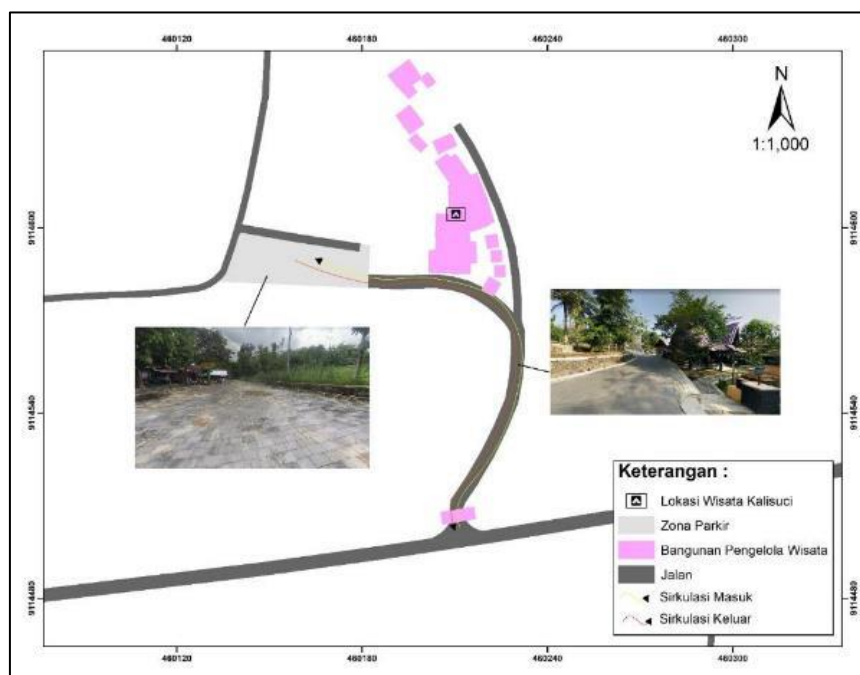 460120 460180 460240 460300
N
1:1,000
9114600 9114600
9114540 9114540
9114480 9114480
Keterangan :
Lokasi Wisata Kalisuci
Zona Parkir
Bangunan Pengelola Wisata
Jalan
Sirkulasi Masuk
Sirkulasi Keluar
460120 460180 460240 460300